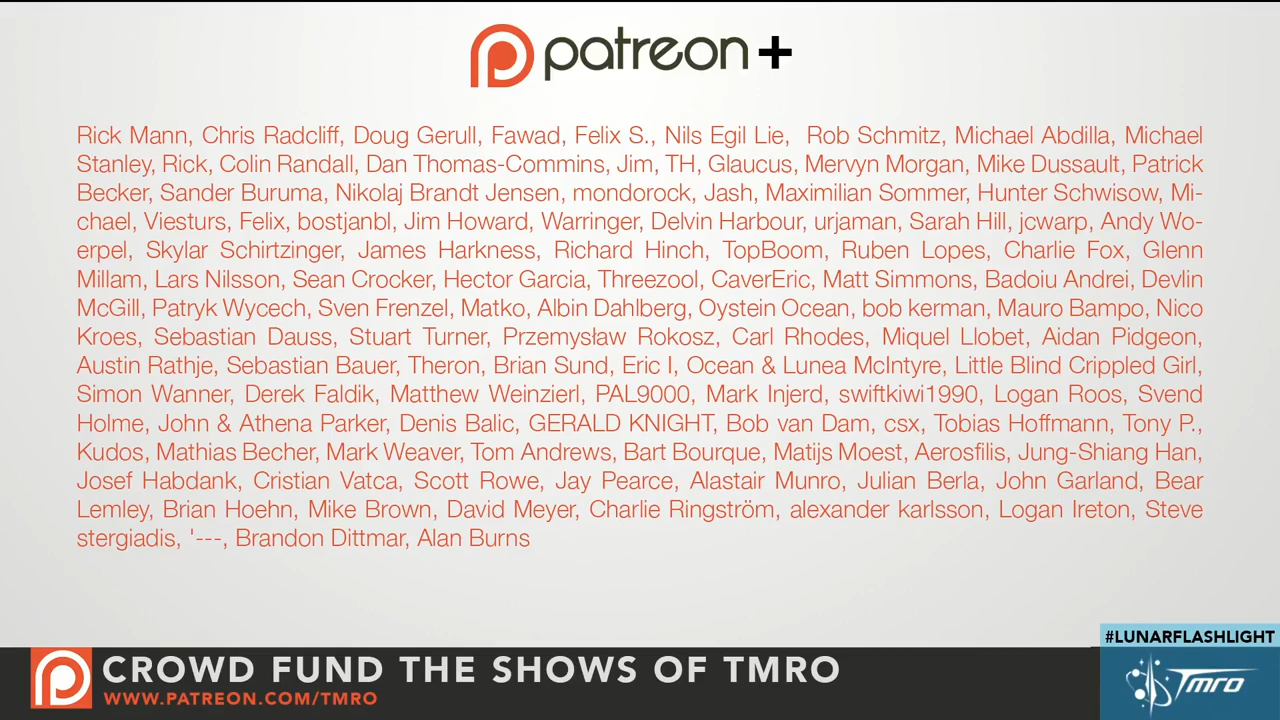 patreon +
Rick Mann, Chris Radcliff, Doug Gerull, Fawad, Felix S., Nils Egil Lie, Rob Schmitz, Michael Abdilla, Michael
Stanley, Rick, Colin Randall, Dan Thomas-Commins, Jim, TH, Glaucus, Mervyn Morgan, Mike Dussault, Patrick
Becker, Sander Buruma, Nikolaj Brandt Jensen, mondorock, Jash, Maximilian Sommer, Hunter Schwisow, Mi-
chael, Viesturs, Felix, bostjanbl, Jim Howard, Warringer, Delvin Harbour, urjaman, Sarah Hill, jcwarp, Andy Wo-
erpel, Skylar Schirtzinger, James Harkness, Richard Hinch, TopBoom, Ruben Lopes, Charlie Fox, Glenn
Millam, Lars Nilsson, Sean Crocker, Hector Garcia, Threezool, CaverEric, Matt Simmons, Badoiu Andrei, Devlin
McGill, Patryk Wycech, Sven Frenzel, Matko, Albin Dahlberg, Oystein Ocean, bob kerman, Mauro Bampo, Nico
Kroes, Sebastian Dauss, Stuart Turner, Przemysław Rokosz, Carl Rhodes, Miquel Llobet, Aidan Pidgeon,
Austin Rathje, Sebastian Bauer, Theron, Brian Sund, Eric I, Ocean & Lunea McIntyre, Little Blind Crippled Girl,
Simon Wanner, Derek Faldik, Matthew Weinzierl, PAL9000, Mark Injerd, swiftkiwi1990, Logan Roos, Svend
Holme, John & Athena Parker, Denis Balic, GERALD KNIGHT, Bob van Dam, csx, Tobias Hoffmann, Tony P.,
Kudos, Mathias Becher, Mark Weaver, Tom Andrews, Bart Bourque, Matijs Moest, Aerosfilis, Jung-Shiang Han,
Josef Habdank, Cristian Vatca, Scott Rowe, Jay Pearce, Alastair Munro, Julian Berla, John Garland, Bear
Lemley, Brian Hoehn, Mike Brown, David Meyer, Charlie Ringström, alexander karlsson, Logan Ireton, Steve
stergiadis, '---, Brandon Dittmar, Alan Burns
#LUNARFLASHLIGHT
CROWD FUND THE SHOWS OF TMRO
WWW.PATREON.COM/TMRO
Tmro